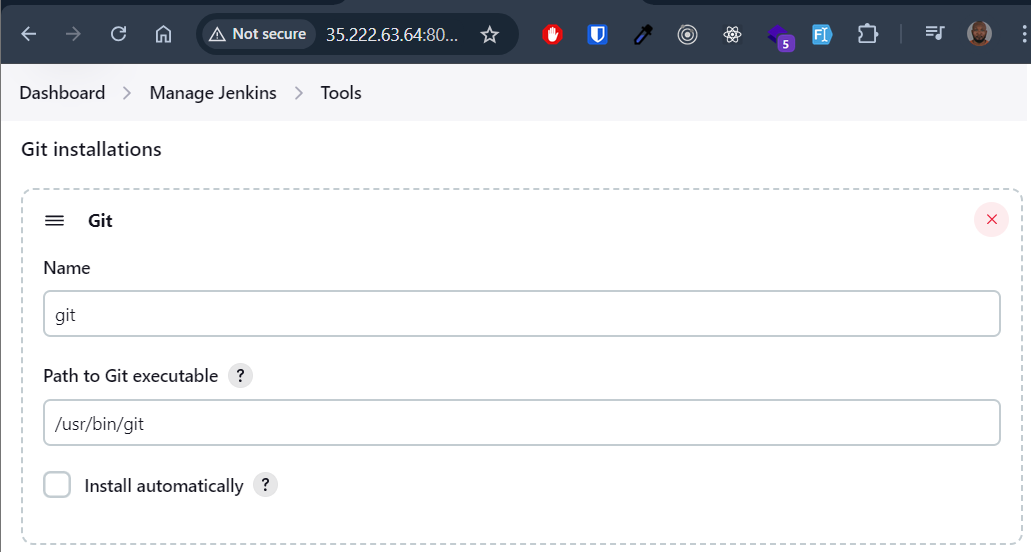 Not secure 35.222.63.64:80...
5
Dashboard > Manage Jenkins > Tools
Git installations
Git
Name
git
Path to Git executable ?
/usr/bin/git
Install automatically ?